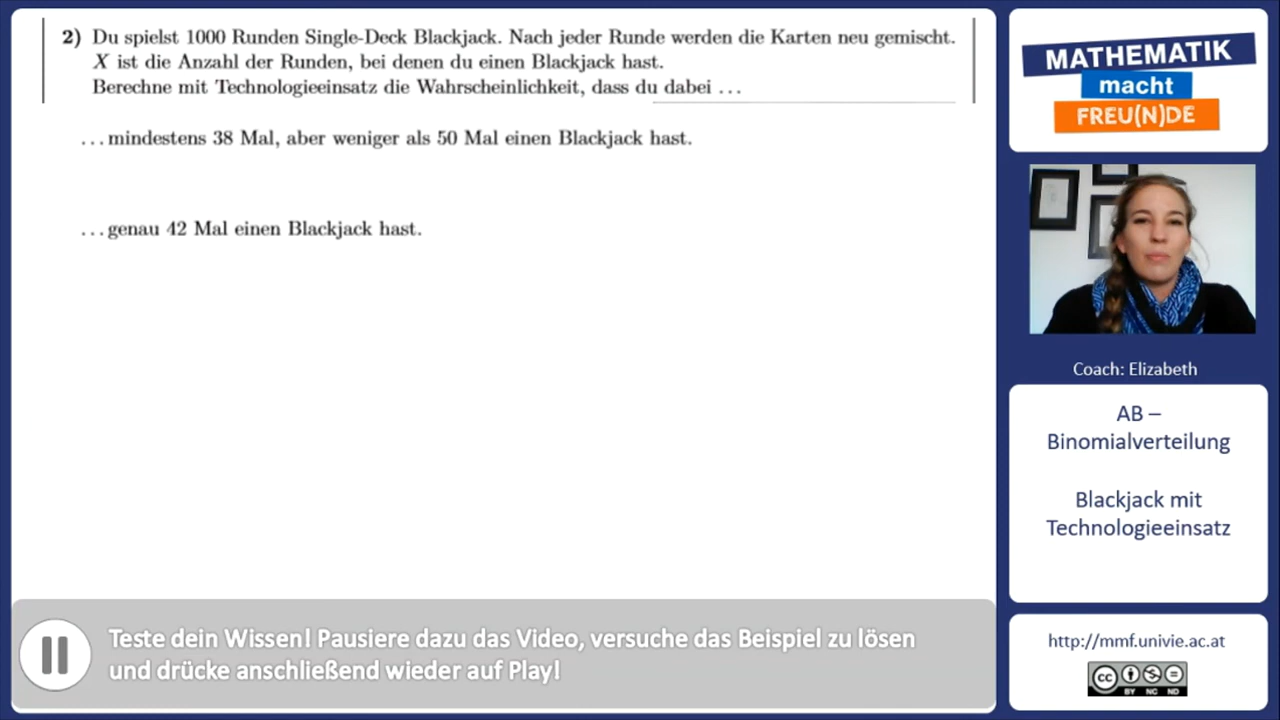 2) Du spielst 1000 Runden Single-Deck Blackjack. Nach jeder Runde werden die Karten neu gemischt.
X ist die Anzahl der Runden, bei denen du einen Blackjack hast.
Berechne mit Technologieeinsatz die Wahrscheinlichkeit, dass du dabei ...
...mindestens 38 Mal, aber weniger als 50 Mal einen Blackjack hast.
...genau 42 Mal einen Blackjack hast.
Teste dein Wissen! Pausiere dazu das Video, versuche das Beispiel zu lösen
und drücke anschließend wieder auf Play!
MATHEMATIK
macht
FREU(N)DE
Coach: Elizabeth
AB –
Binomialverteilung
Blackjack mit
Technologieeinsatz
http://mmf.univie.ac.at
cc
BY NC ND